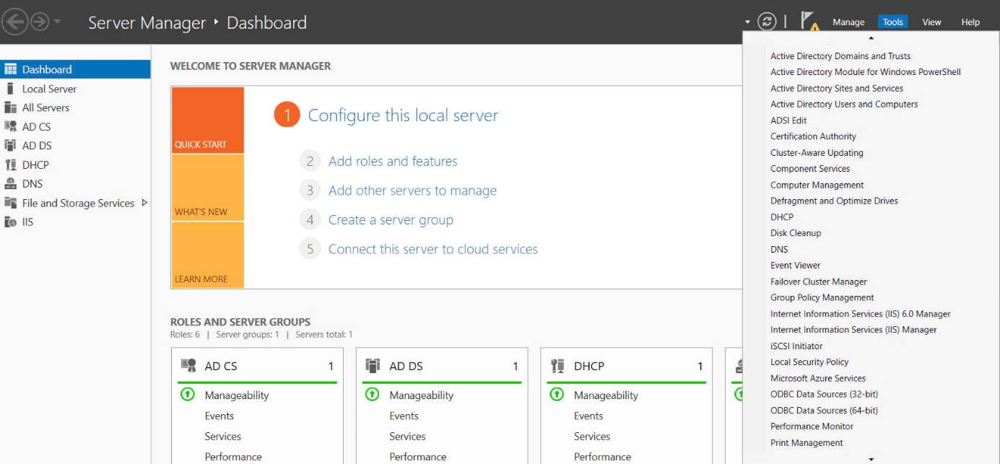 Server Manager ‣ Dashboard
Manage Tools View Help
Dashboard
Local Server
All Servers
AD CS
AD DS
DHCP
DNS
File and Storage Services
IIS
WELCOME TO SERVER MANAGER
QUICK START
WHAT'S NEW
LEARN MORE
1 Configure this local server
2 Add roles and features
3 Add other servers to manage
4 Create a server group
5 Connect this server to cloud services
ROLES AND SERVER GROUPS
Roles: 6 | Server groups: 1 | Servers total: 1
AD CS 1
Manageability
Events
Services
Performance
AD DS 1
Manageability
Events
Services
Performance
DHCP 1
Manageability
Events
Services
Performance
Active Directory Domains and Trusts
Active Directory Module for Windows PowerShell
Active Directory Sites and Services
Active Directory Users and Computers
ADSI Edit
Certification Authority
Cluster-Aware Updating
Component Services
Computer Management
Defragment and Optimize Drives
DHCP
Disk Cleanup
DNS
Event Viewer
Failover Cluster Manager
Group Policy Management
Internet Information Services (IIS) 6.0 Manager
Internet Information Services (IIS) Manager
iSCSI Initiator
Local Security Policy
Microsoft Azure Services
ODBC Data Sources (32-bit)
ODBC Data Sources (64-bit)
Performance Monitor
Print Management